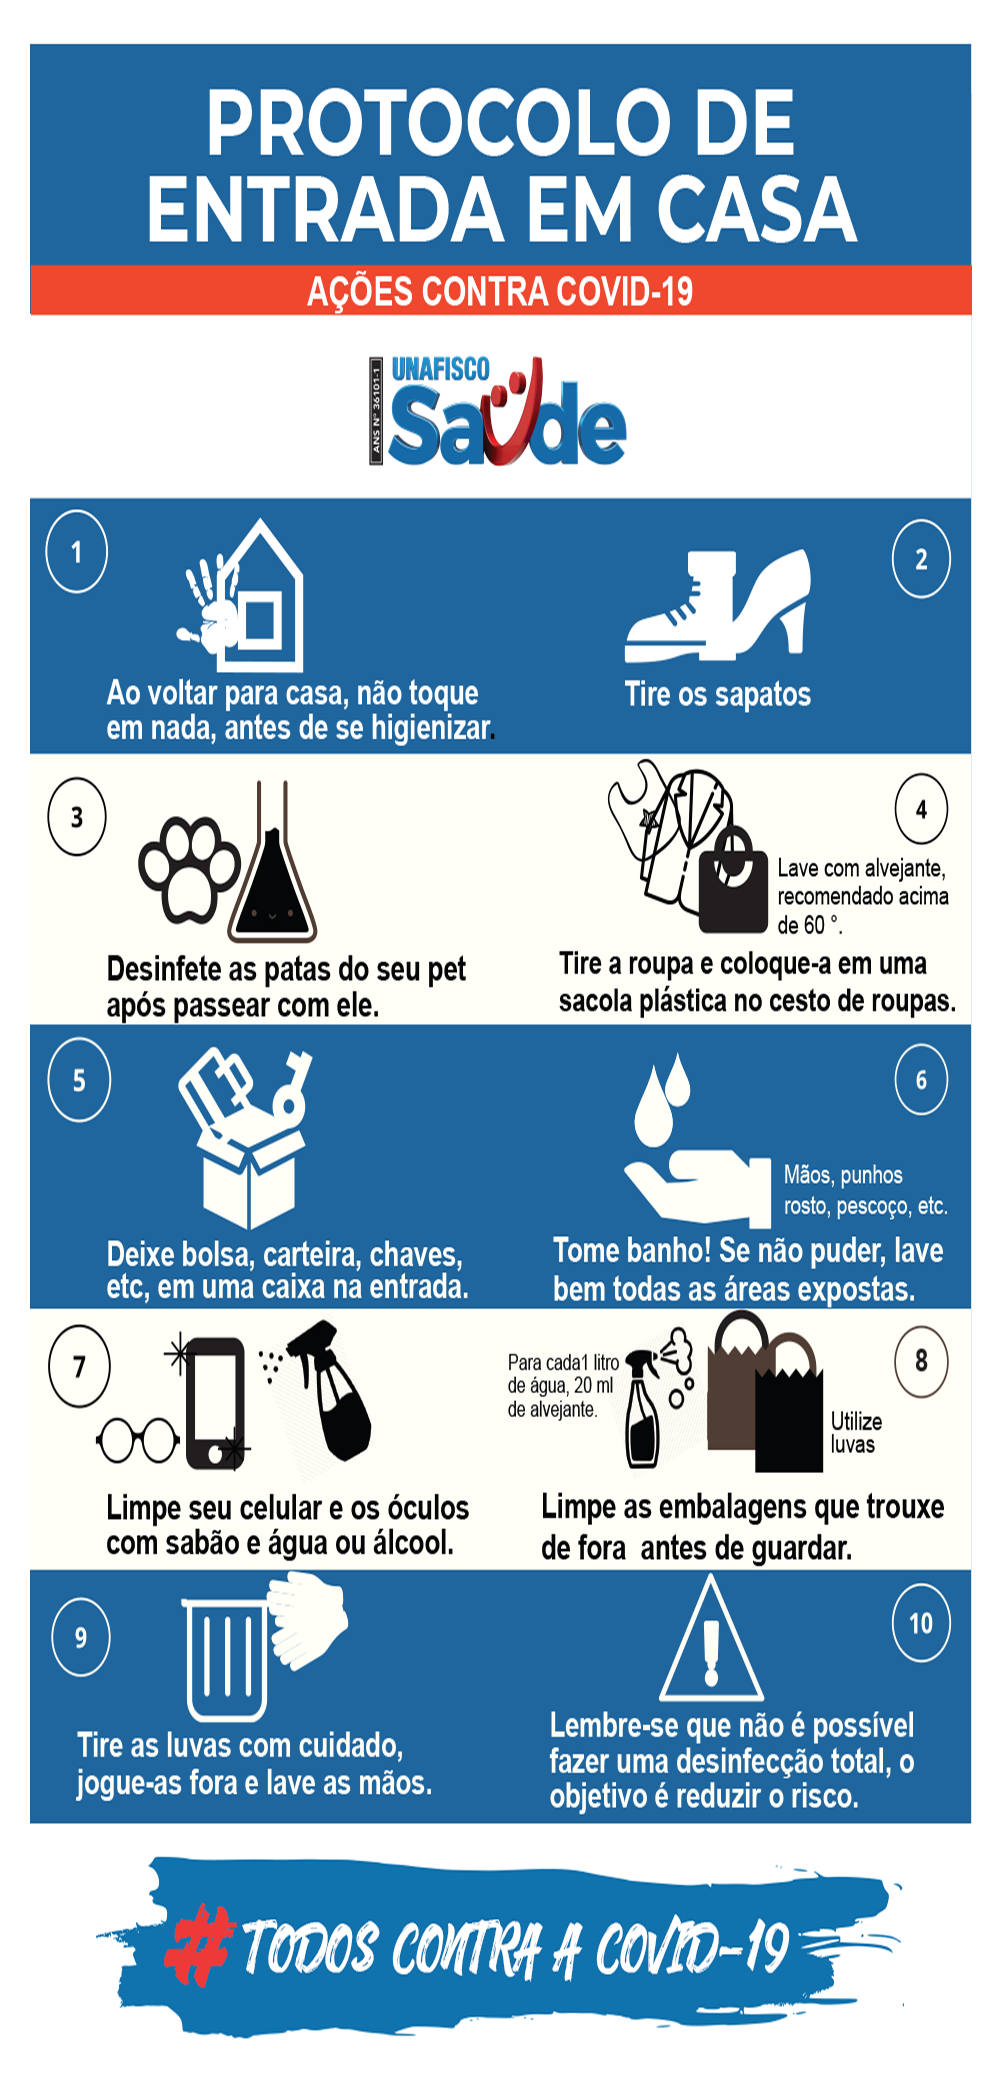 PROTOCOLO DE
ENTRADA EM CASA
AÇÕES CONTRA COVID-19
ANS Nº 36101-1
UNAFISCO
Saúde
1
Ao voltar para casa, não toque
em nada, antes de se higienizar.
2
Tire os sapatos
3
Desinfete as patas do seu pet
após passear com ele.
4
Lave com alvejante,
recomendado acima
de 60 °.
Tire a roupa e coloque-a em uma
sacola plástica no cesto de roupas.
5
Deixe bolsa, carteira, chaves,
etc, em uma caixa na entrada.
6
Mãos, punhos
rosto, pescoço, etc.
Tome banho! Se não puder, lave
bem todas as áreas expostas.
7
Limpe seu celular e os óculos
com sabão e água ou álcool.
8
Para cada1 litro
de água, 20 ml
de alvejante.
Utilize
luvas
Limpe as embalagens que trouxe
de fora antes de guardar.
9
Tire as luvas com cuidado,
jogue-as fora e lave as mãos.
10
Lembre-se que não é possível
fazer uma desinfecção total, o
objetivo é reduzir o risco.
#TODOS CONTRA A COVID-19